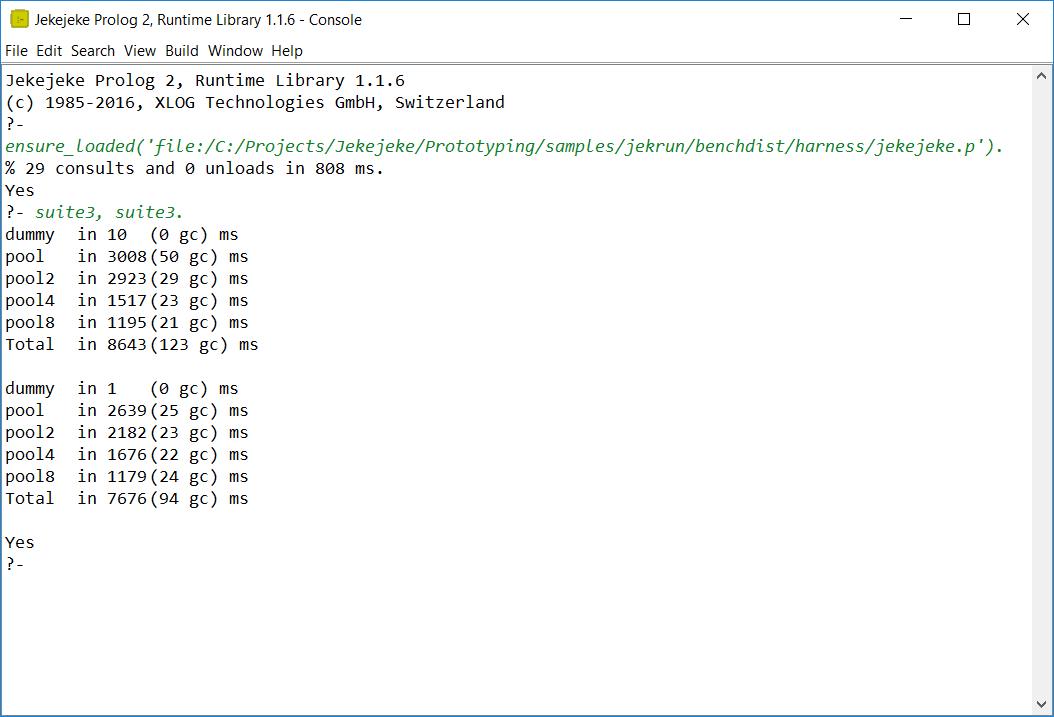 Jekejeke Prolog 2, Runtime Library 1.1.6 - Console
File Edit Search View Build Window Help
Jekejeke Prolog 2, Runtime Library 1.1.6
(c) 1985-2016, XLOG Technologies GmbH, Switzerland
?-
ensure_loaded('file:/C:/Projects/Jekejeke/Prototyping/samples/jekrun/benchdist/harness/jekejeke.p').
% 29 consults and 0 unloads in 808 ms.
Yes
?- suite3, suite3.
dummy in 10 (0 gc) ms
pool in 3008 (50 gc) ms
pool2 in 2923 (29 gc) ms
pool4 in 1517 (23 gc) ms
pool8 in 1195 (21 gc) ms
Total in 8643 (123 gc) ms
dummy in 1 (0 gc) ms
pool in 2639 (25 gc) ms
pool2 in 2182 (23 gc) ms
pool4 in 1676 (22 gc) ms
pool8 in 1179 (24 gc) ms
Total in 7676 (94 gc) ms
Yes
?-